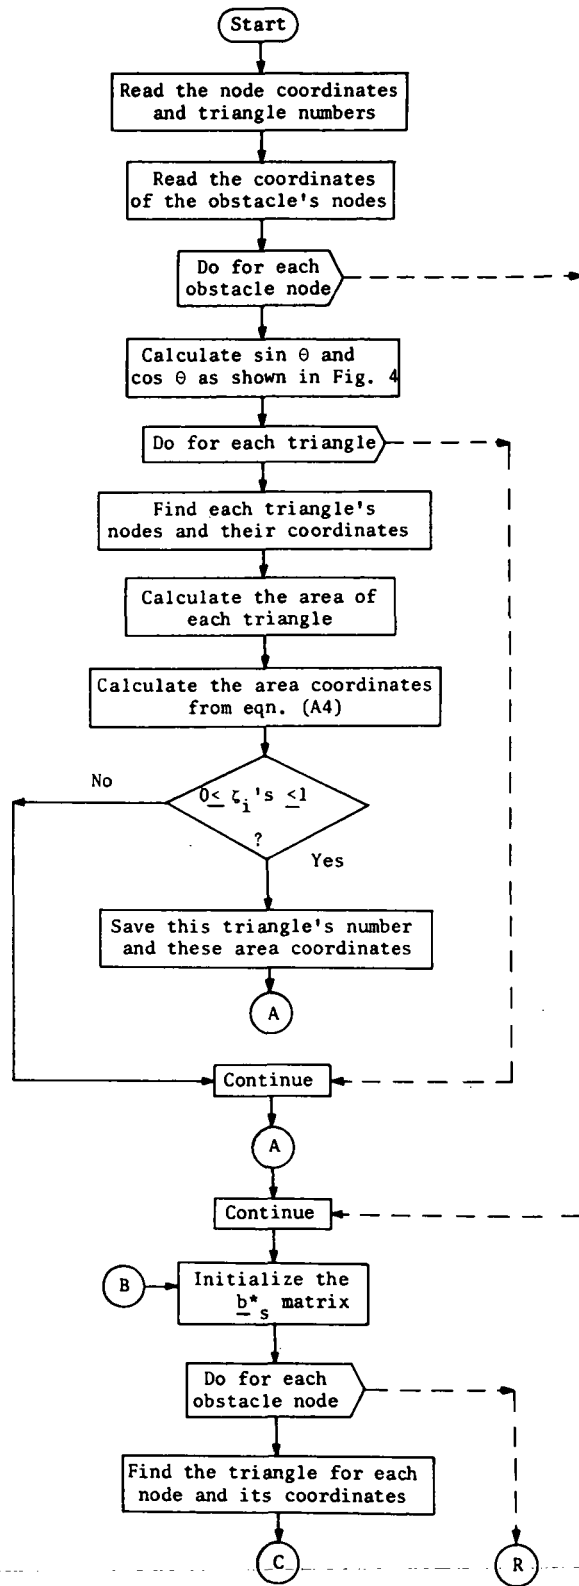 Start
Read the node coordinates
and triangle numbers
Read the coordinates
of the obstacle's nodes
Do for each
obstacle node
Calculate sin θ and
cos θ as shown in Fig. 4
Do for each triangle
Find each triangle's
nodes and their coordinates
Calculate the area of
each triangle
Calculate the area coordinates
from eqn. (A4)
No
0≤ ζi's ≤1
?
Yes
Save this triangle's number
and these area coordinates
A
Continue
A
Continue
B
Initialize the
b*s matrix
Do for each
obstacle node
Find the triangle for each
node and its coordinates
C
R